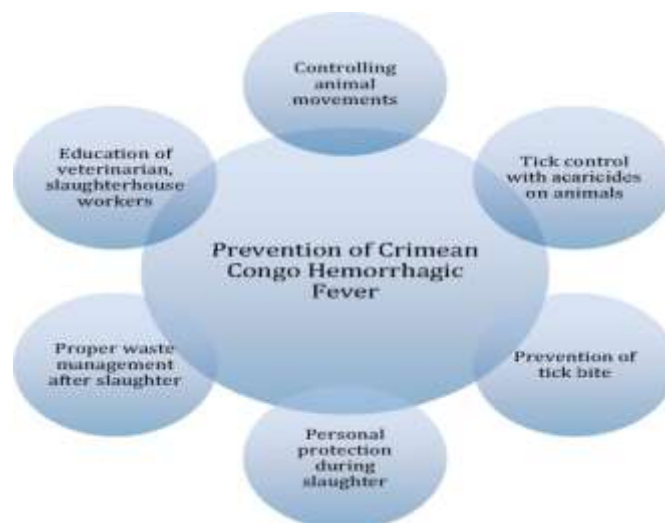 Controlling
animal
movements
Education of
veterinarian,
slaughterhouse
workers
Tick control
with acaricides
on animals
Prevention of Crimean
Congo Hemorrhagic
Fever
Proper waste
management
after slaughter
Prevention of
tick bite
Personal
protection
during
slaughter